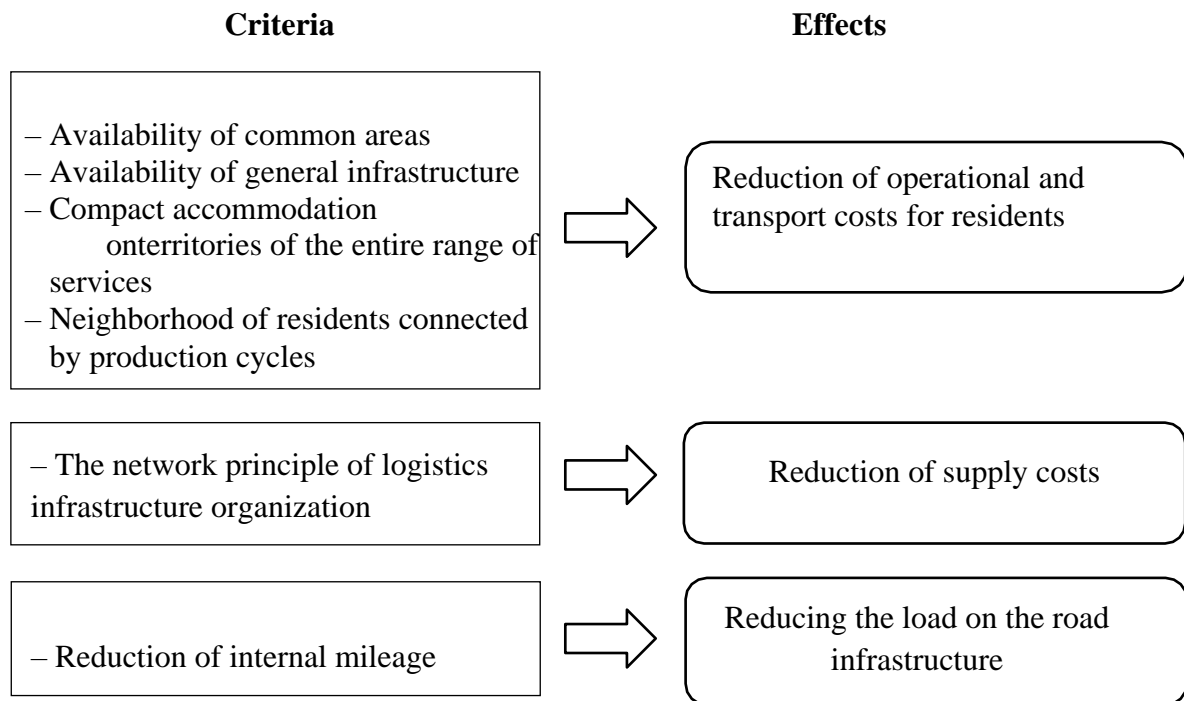 Criteria
Effects
– Availability of common areas
– Availability of general infrastructure
– Compact accommodation
onterritories of the entire range of
services
– Neighborhood of residents connected
by production cycles
Reduction of operational and
transport costs for residents
– The network principle of logistics
infrastructure organization
Reduction of supply costs
– Reduction of internal mileage
Reducing the load on the road
infrastructure